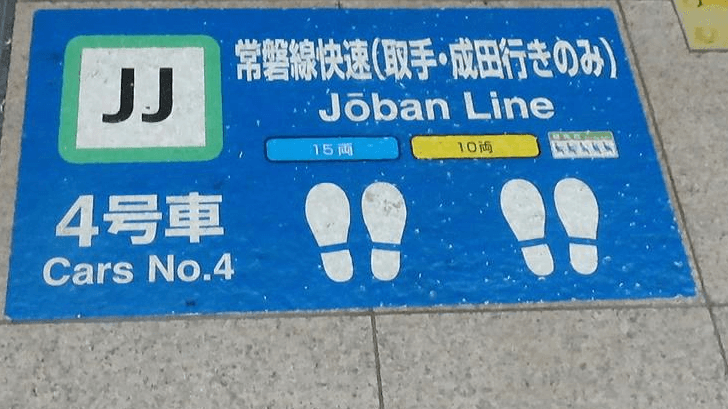 JJ
常磐線快速(取手・成田行きのみ)
Jōban Line
15両
10両
4号車
Cars No.4